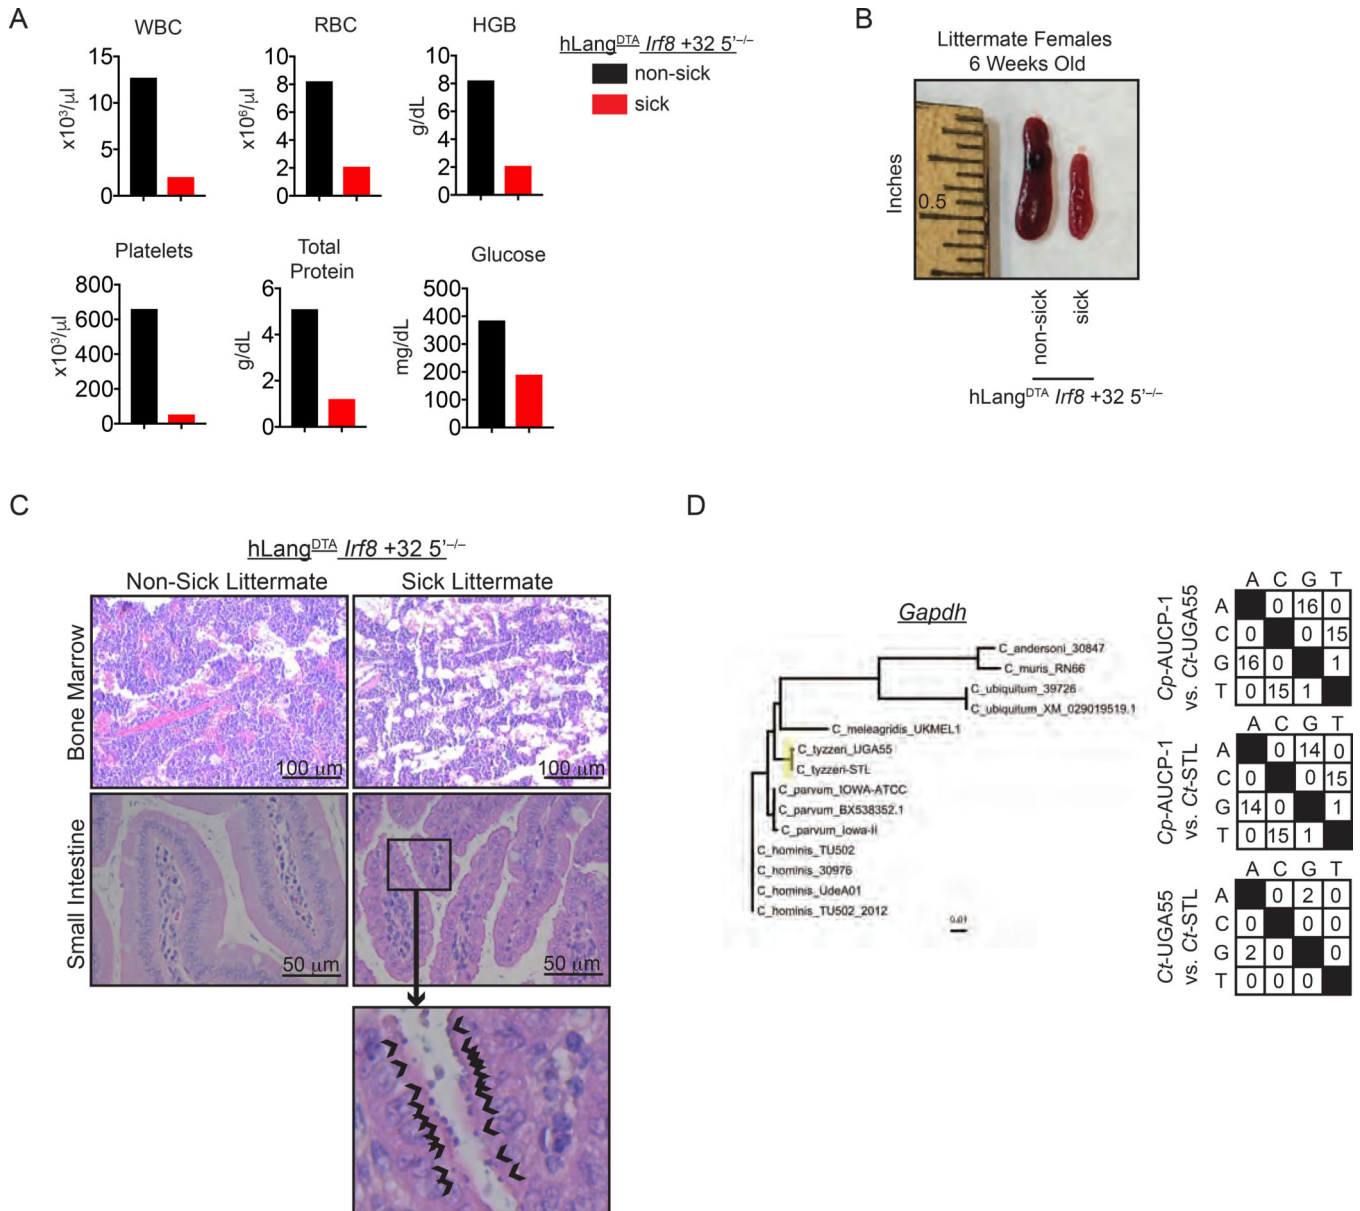 A
WBC
15
10
5
0
x10³/µl
RBC
10
8
6
4
2
0
x10⁶/µl
HGB
10
8
6
4
2
0
g/dL
hLangᴰᵀᴬ Irf8 +32 5'⁻/⁻
non-sick
sick
Platelets
800
600
400
200
0
x10³/µl
Total
Protein
6
4
2
0
g/dL
Glucose
500
400
300
200
100
0
mg/dL
B
Littermate Females
6 Weeks Old
Inches
0.5
non-sick
sick
hLangᴰᵀᴬ Irf8 +32 5'⁻/⁻
C
hLangᴰᵀᴬ Irf8 +32 5'⁻/⁻
Non-Sick Littermate
Sick Littermate
Bone Marrow
100 µm
100 µm
Small Intestine
50 µm
50 µm
D
Gapdh
C_andersoni_30847
C_muris_RN66
C_ubiquitum_39726
C_ubiquitum_XM_029019519.1
C_meleagridis_UKMEL1
C_tyzzeri_UGA55
C_tyzzeri-STL
C_parvum_IOWA-ATCC
C_parvum_BX538352.1
C_parvum_Iowa-II
C_hominis_TU502
C_hominis_30976
C_hominis_UdeA01
C_hominis_TU502_2012
0.01
Cp-AUCP-1
vs. Ct-UGA55
A C G T
A 0 16 0
C 0 0 15
G 16 0 1
T 0 15 1
Cp-AUCP-1
vs. Ct-STL
A C G T
A 0 14 0
C 0 0 15
G 14 0 1
T 0 15 1
Ct-UGA55
vs. Ct-STL
A C G T
A 0 2 0
C 0 0 0
G 2 0 0
T 0 0 0